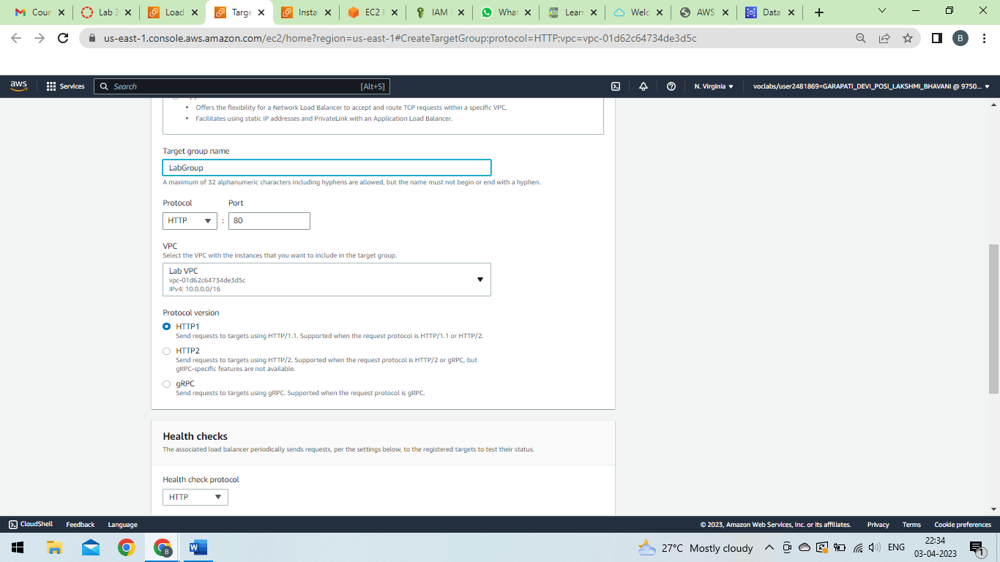 Cour
Lab 3
Load
Targe
Insta
EC2
IAM
What
Learn
Welc
AWS
Data
us-east-1.console.aws.amazon.com/ec2/home?region=us-east-1#CreateTargetGroup:protocol=HTTP;vpc=vpc-01d62c64734de3d5c
B
aws
Services
Search
[Alt+S]
N. Virginia
voclabs/user2481869=GARAPATI_DEVI_POSI_LAKSHMI_BHAVANI @ 9750...
• Offers the flexibility for a Network Load Balancer to accept and route TCP requests within a specific VPC.
• Facilitates using static IP addresses and PrivateLink with an Application Load Balancer.
Target group name
LabGroup
A maximum of 32 alphanumeric characters including hyphens are allowed, but the name must not begin or end with a hyphen.
Protocol Port
HTTP : 80
VPC
Select the VPC with the instances that you want to include in the target group.
Lab VPC
vpc-01d62c64734de3d5c
IPv4: 10.0.0.0/16
Protocol version
HTTP1
Send requests to targets using HTTP/1.1. Supported when the request protocol is HTTP/1.1 or HTTP/2.
HTTP2
Send requests to targets using HTTP/2. Supported when the request protocol is HTTP/2 or gRPC, but
gRPC-specific features are not available.
gRPC
Send requests to targets using gRPC. Supported when the request protocol is gRPC.
Health checks
The associated load balancer periodically sends requests, per the settings below, to the registered targets to test their status.
Health check protocol
HTTP
CloudShell Feedback Language
© 2023, Amazon Web Services, Inc. or its affiliates. Privacy Terms Cookie preferences
27°C Mostly cloudy
ENG
22:34
03-04-2023
1